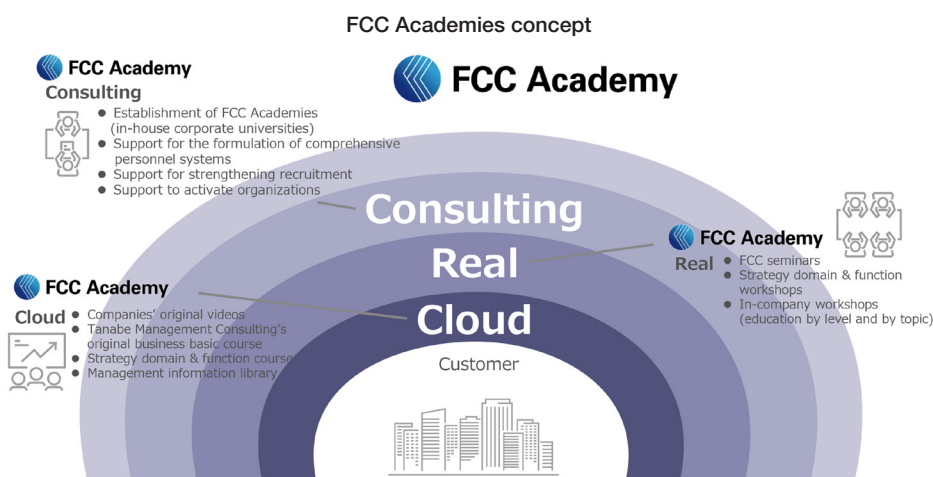 FCC Academies concept
FCC Academy
FCC Academy
Consulting
● Establishment of FCC Academies
(in-house corporate universities)
● Support for the formulation of comprehensive
personnel systems
● Support for strengthening recruitment
● Support to activate organizations
Consulting
Real
Cloud
Customer
FCC Academy
Real
● FCC seminars
● Strategy domain & function
workshops
● In-company workshops
(education by level and by topic)
FCC Academy
Cloud
● Companies' original videos
● Tanabe Management Consulting's
original business basic course
● Strategy domain & function course
● Management information library